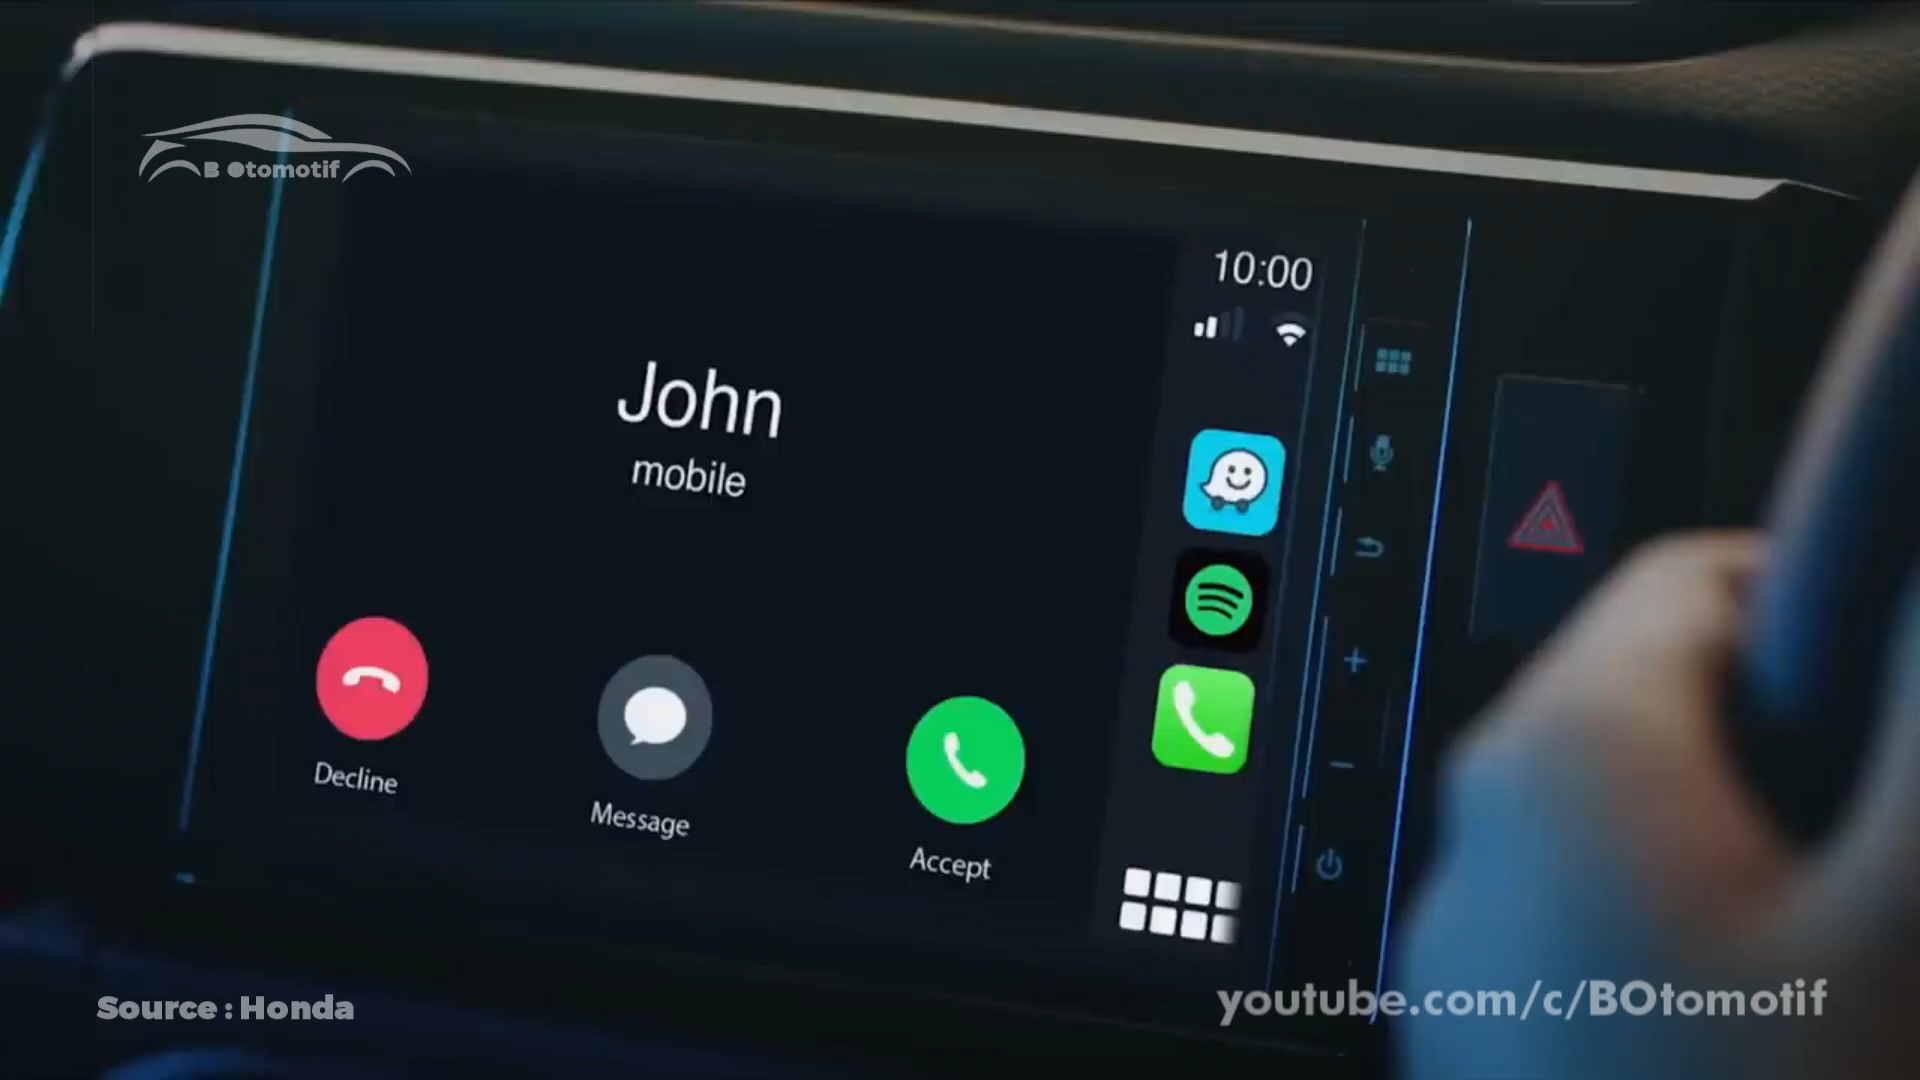 B Otomotif
10:00
John
mobile
Decline
Message
Accept
Source : Honda
youtube.com/c/BOtomotif